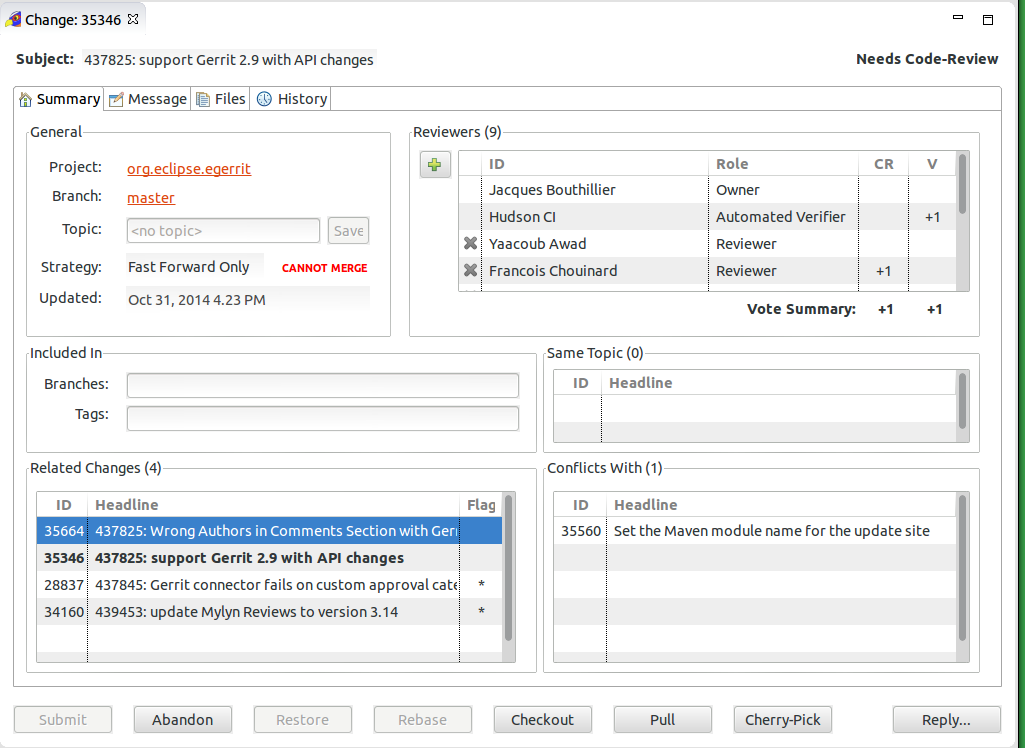 Change: 35346
Subject: 437825: support Gerrit 2.9 with API changes
Needs Code-Review
Summary Message Files History
General
Project: org.eclipse.egerrit
Branch: master
Topic: <no topic> Save
Strategy: Fast Forward Only CANNOT MERGE
Updated: Oct 31, 2014 4.23 PM
Reviewers (9)
ID Role CR V
Jacques Bouthillier Owner
Hudson CI Automated Verifier +1
Yaacoub Awad Reviewer
Francois Chouinard Reviewer +1
Vote Summary: +1 +1
Included In
Branches:
Tags:
Same Topic (0)
ID Headline
Related Changes (4)
ID Headline Flag
35664 437825: Wrong Authors in Comments Section with Gerri
35346 437825: support Gerrit 2.9 with API changes
28837 437845: Gerrit connector fails on custom approval cate *
34160 439453: update Mylyn Reviews to version 3.14 *
Conflicts With (1)
ID Headline
35560 Set the Maven module name for the update site
Submit Abandon Restore Rebase Checkout Pull Cherry-Pick Reply...